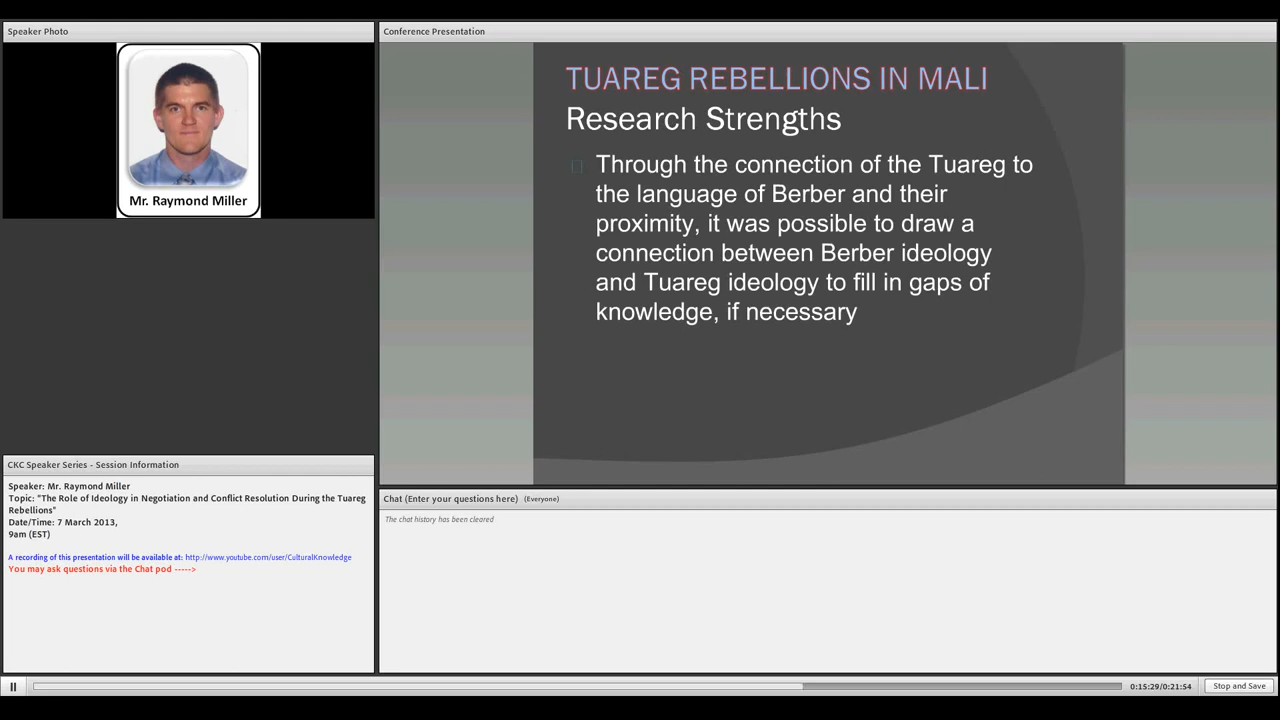 Speaker Photo
Mr. Raymond Miller
Conference Presentation
TUAREG REBELLIONS IN MALI
Research Strengths
Through the connection of the Tuareg to
the language of Berber and their
proximity, it was possible to draw a
connection between Berber ideology
and Tuareg ideology to fill in gaps of
knowledge, if necessary
CKC Speaker Series - Session Information
Speaker: Mr. Raymond Miller
Topic: "The Role of Ideology in Negotiation and Conflict Resolution During the Tuareg
Rebellions"
Date/Time: 7 March 2013,
9am (EST)
A recording of this presentation will be available at: http://www.youtube.com/user/CulturalKnowledge
You may ask questions via the Chat pod ----->
Chat (Enter your questions here) (Everyone)
The chat history has been cleared
0:15:29/0:21:54
Stop and Save